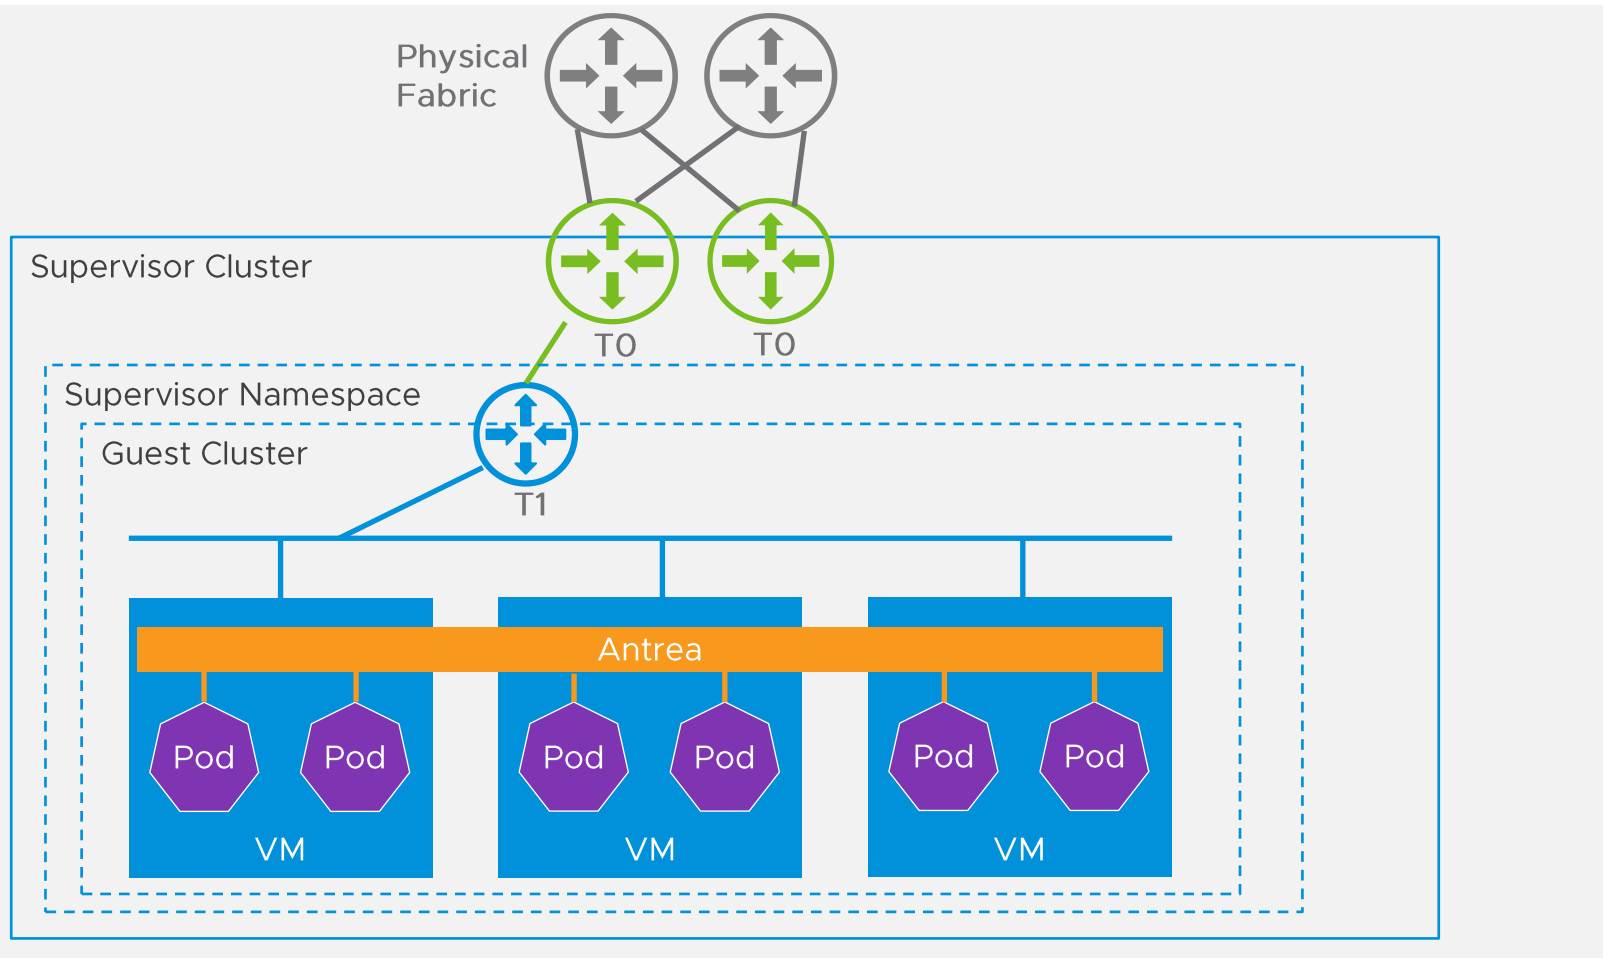 Physical
Fabric
Supervisor Cluster
T0
T0
Supervisor Namespace
Guest Cluster
T1
Antrea
Pod
Pod
Pod
Pod
Pod
Pod
VM
VM
VM